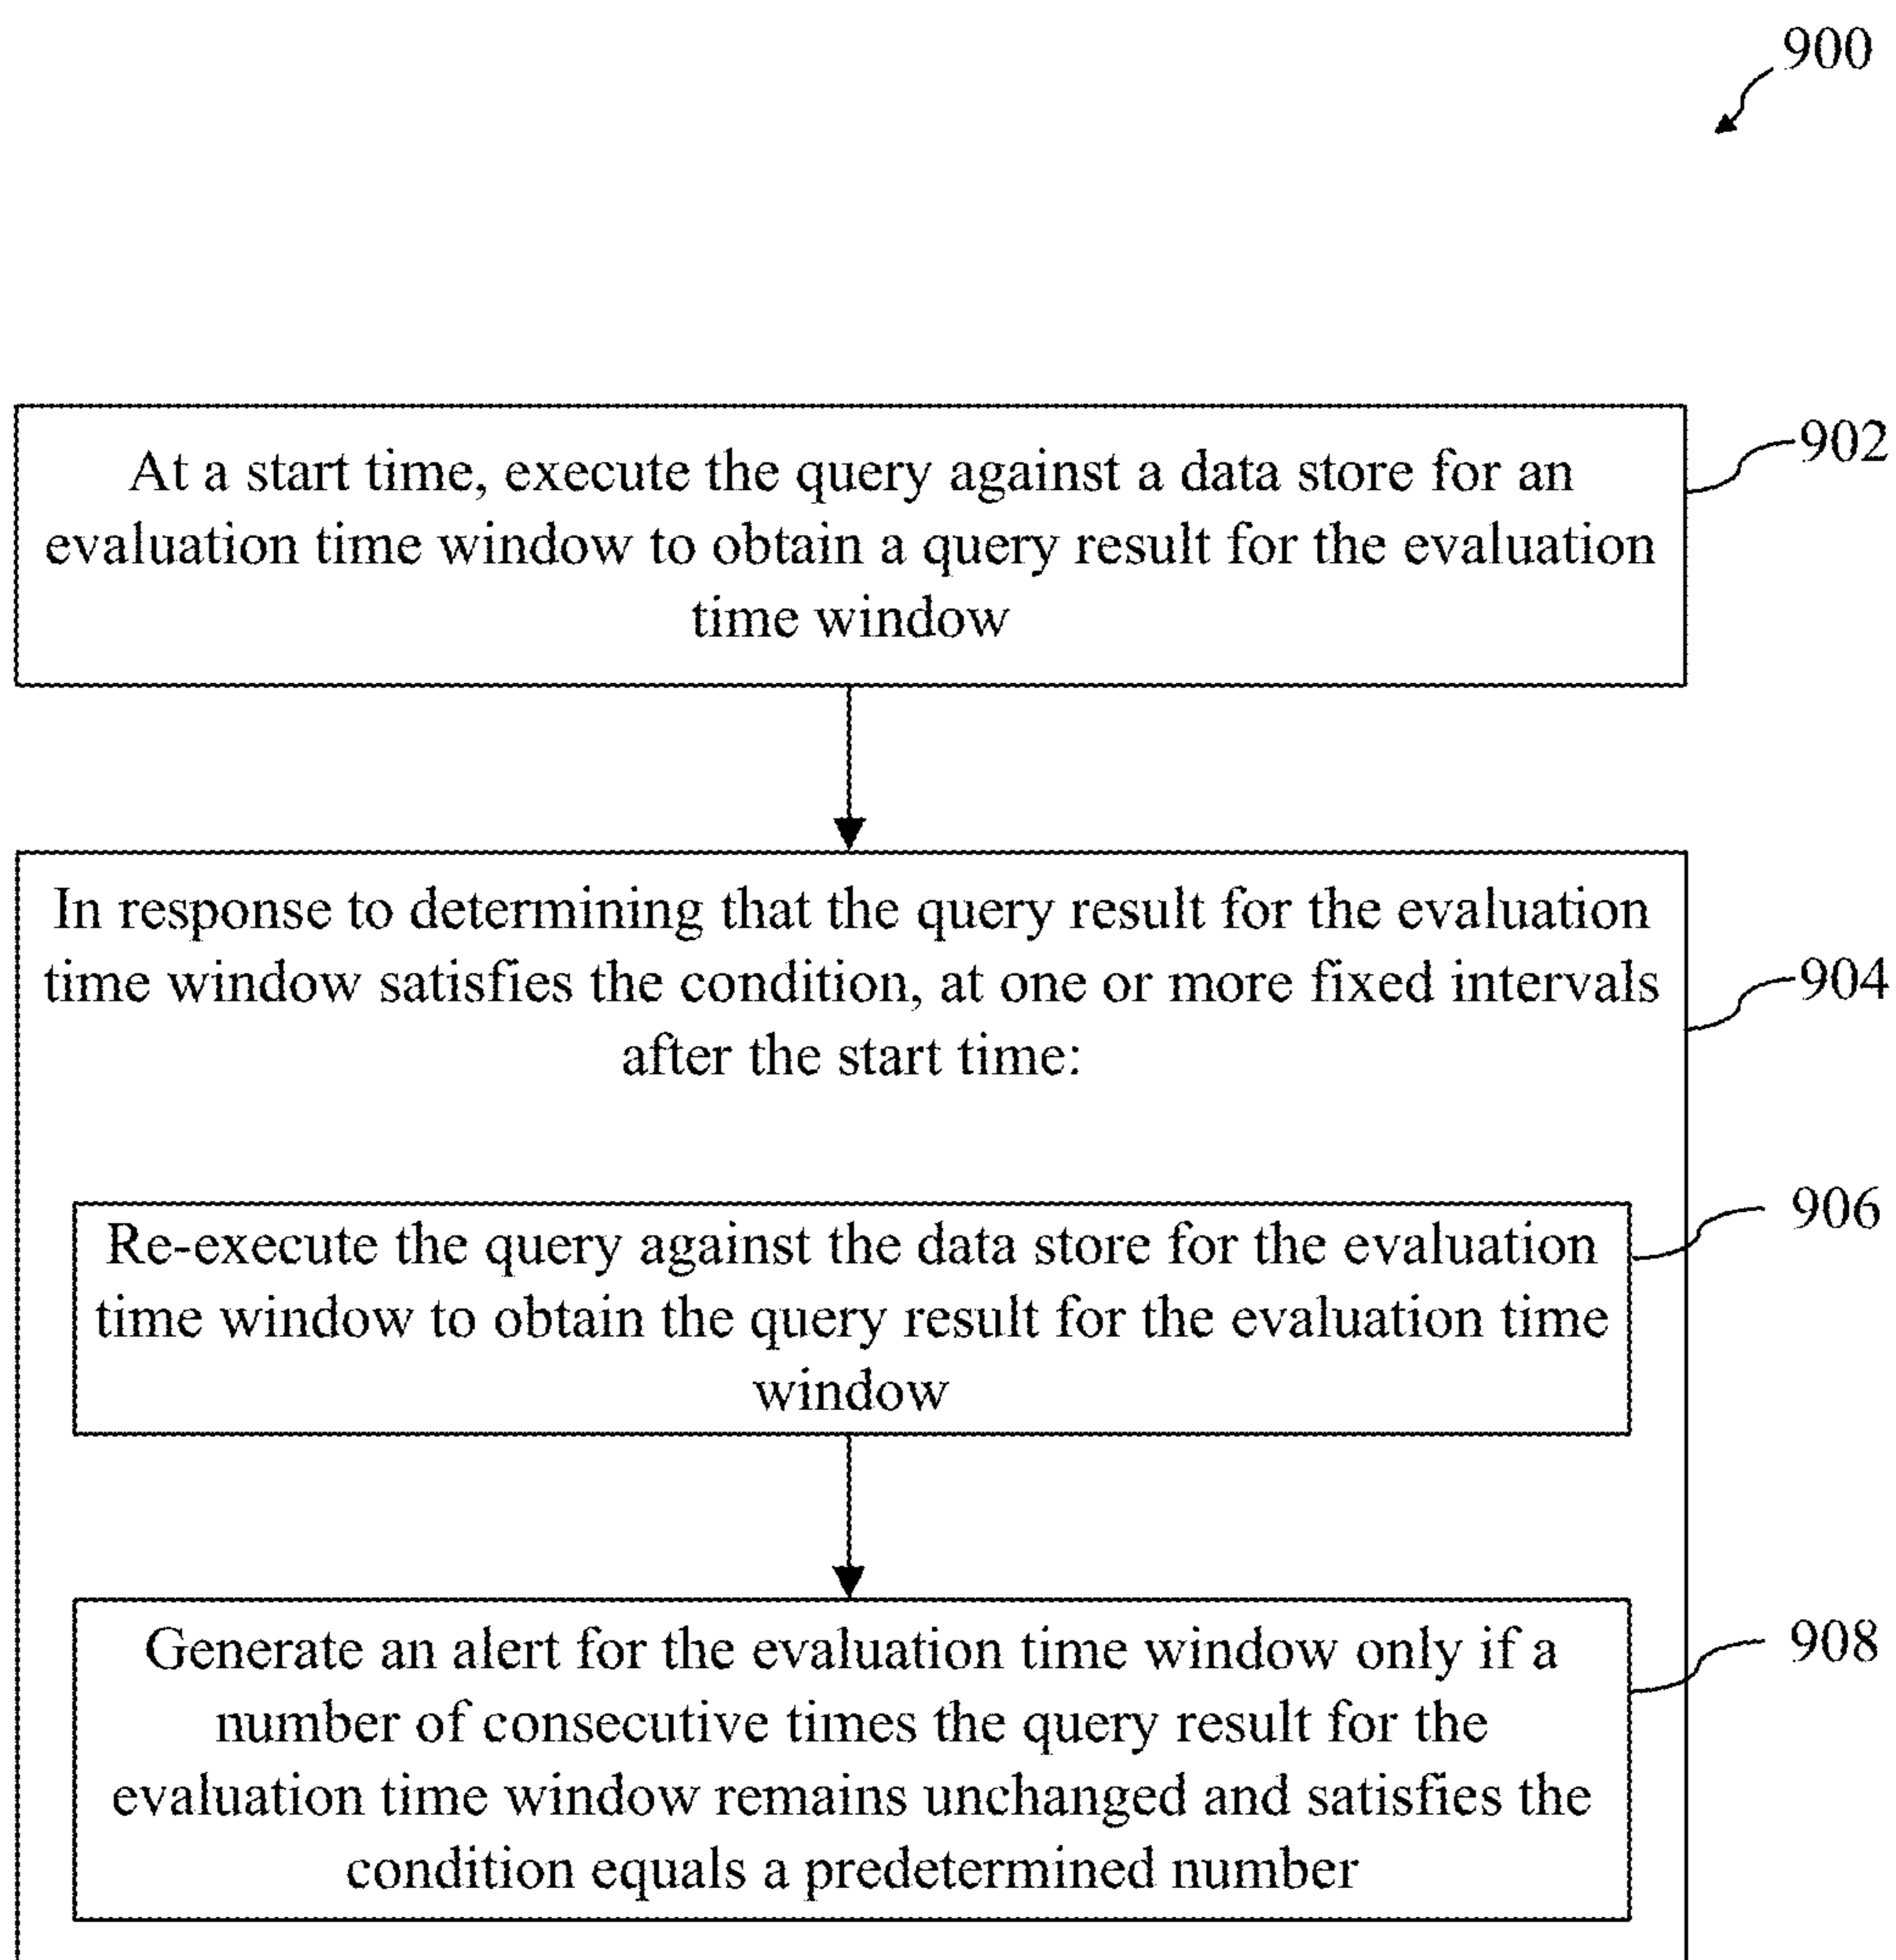 900
At a start time, execute the query against a data store for an
evaluation time window to obtain a query result for the evaluation
time window
902
In response to determining that the query result for the evaluation
time window satisfies the condition, at one or more fixed intervals
after the start time:
904
Re-execute the query against the data store for the evaluation
time window to obtain the query result for the evaluation time
window
906
Generate an alert for the evaluation time window only if a
number of consecutive times the query result for the
evaluation time window remains unchanged and satisfies the
condition equals a predetermined number
908